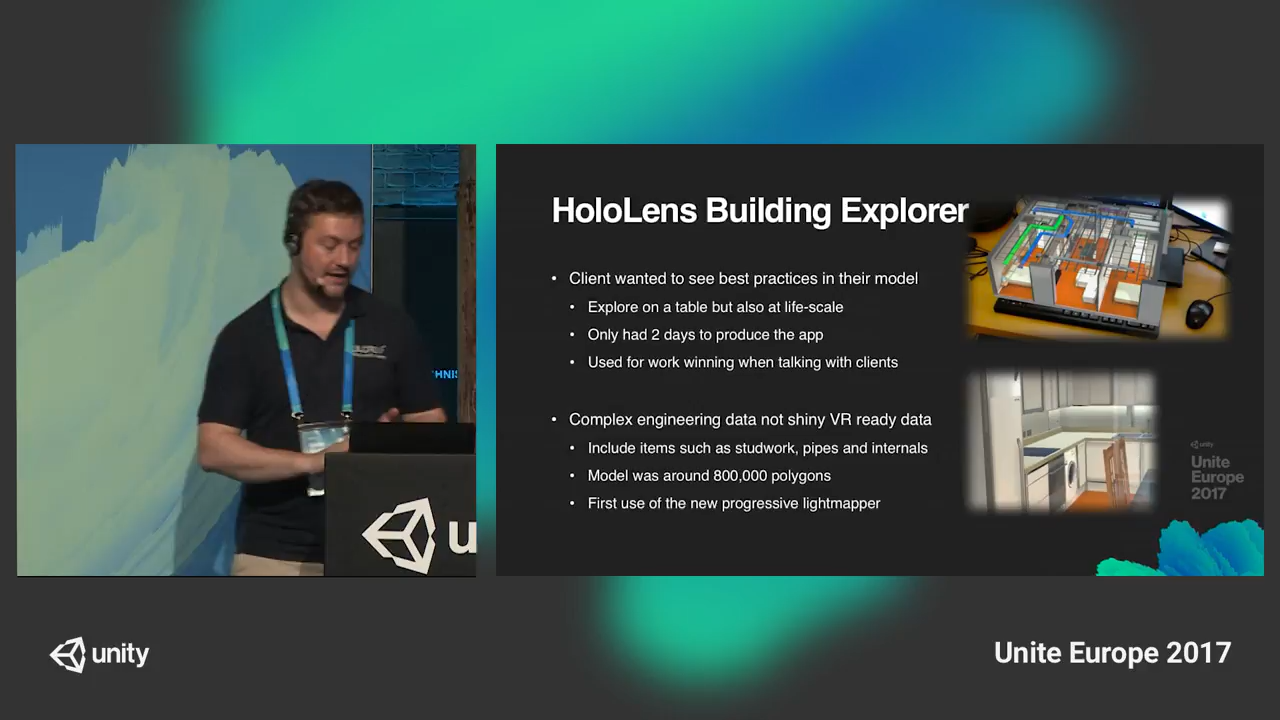 HoloLens Building Explorer
• Client wanted to see best practices in their model
• Explore on a table but also at life-scale
• Only had 2 days to produce the app
• Used for work winning when talking with clients
• Complex engineering data not shiny VR ready data
• Include items such as studwork, pipes and internals
• Model was around 800,000 polygons
• First use of the new progressive lightmapper
unity
Unite
Europe
2017
HNIS
u
unity
Unite Europe 2017